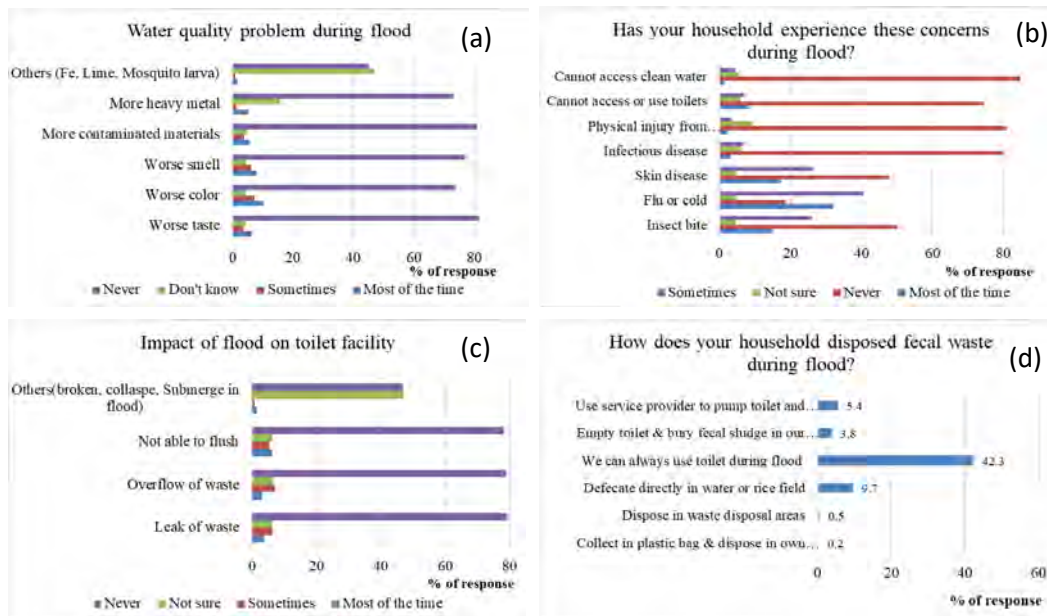 Water quality problem during flood
(a)
Others (Fe, Lime, Mosquito larva)
More heavy metal
More contaminated materials
Worse smell
Worse color
Worse taste
0 20 40 60 80 100
% of response
Never Don't know Sometimes Most of the time
Has your household experience these concerns
during flood?
(b)
Cannot access clean water
Cannot access or use toilets
Physical injury from…
Infectious disease
Skin disease
Flu or cold
Insect bite
0 20 40 60 80
% of response
Sometimes Not sure Never Most of the time
Impact of flood on toilet facility
(c)
Others(broken, collaspe, Submerge in
flood)
Not able to flush
Overflow of waste
Leak of waste
0 20 40 60 80
% of response
Never Not sure Sometimes Most of the time
How does your household disposed fecal waste
during flood?
(d)
Use service provider to pump toilet and… 5.4
Empty toilet & bury fecal sludge in our… 3.8
We can always use toilet during flood 42.3
Defecate directly in water or rice field 9.7
Dispose in waste disposal areas 0.5
Collect in plastic bag & dispose in own… 0.2
0 20 40 60
% of response